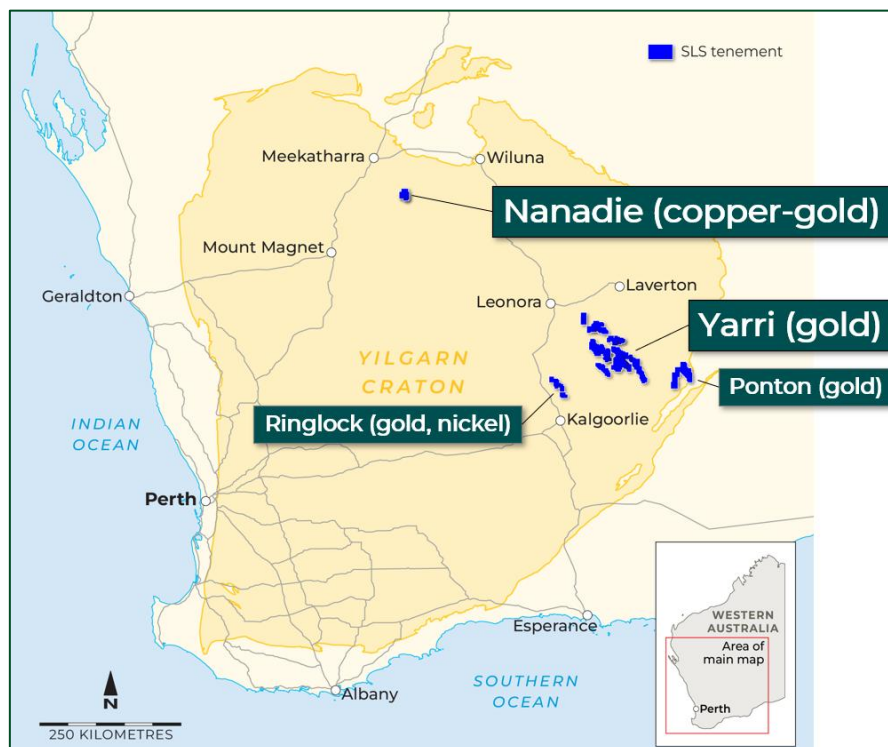 SLS tenement
Meekatharra
Wiluna
Nanadie (copper-gold)
Mount Magnet
Geraldton
Laverton
Leonora
Yarri (gold)
YILGARN
CRATON
Ponton (gold)
Ringlock (gold, nickel)
Kalgoorlie
INDIAN
OCEAN
Perth
Esperance
WESTERN
AUSTRALIA
Area of
main map
Perth
SOUTHERN
OCEAN
Albany
N
250 KILOMETRES